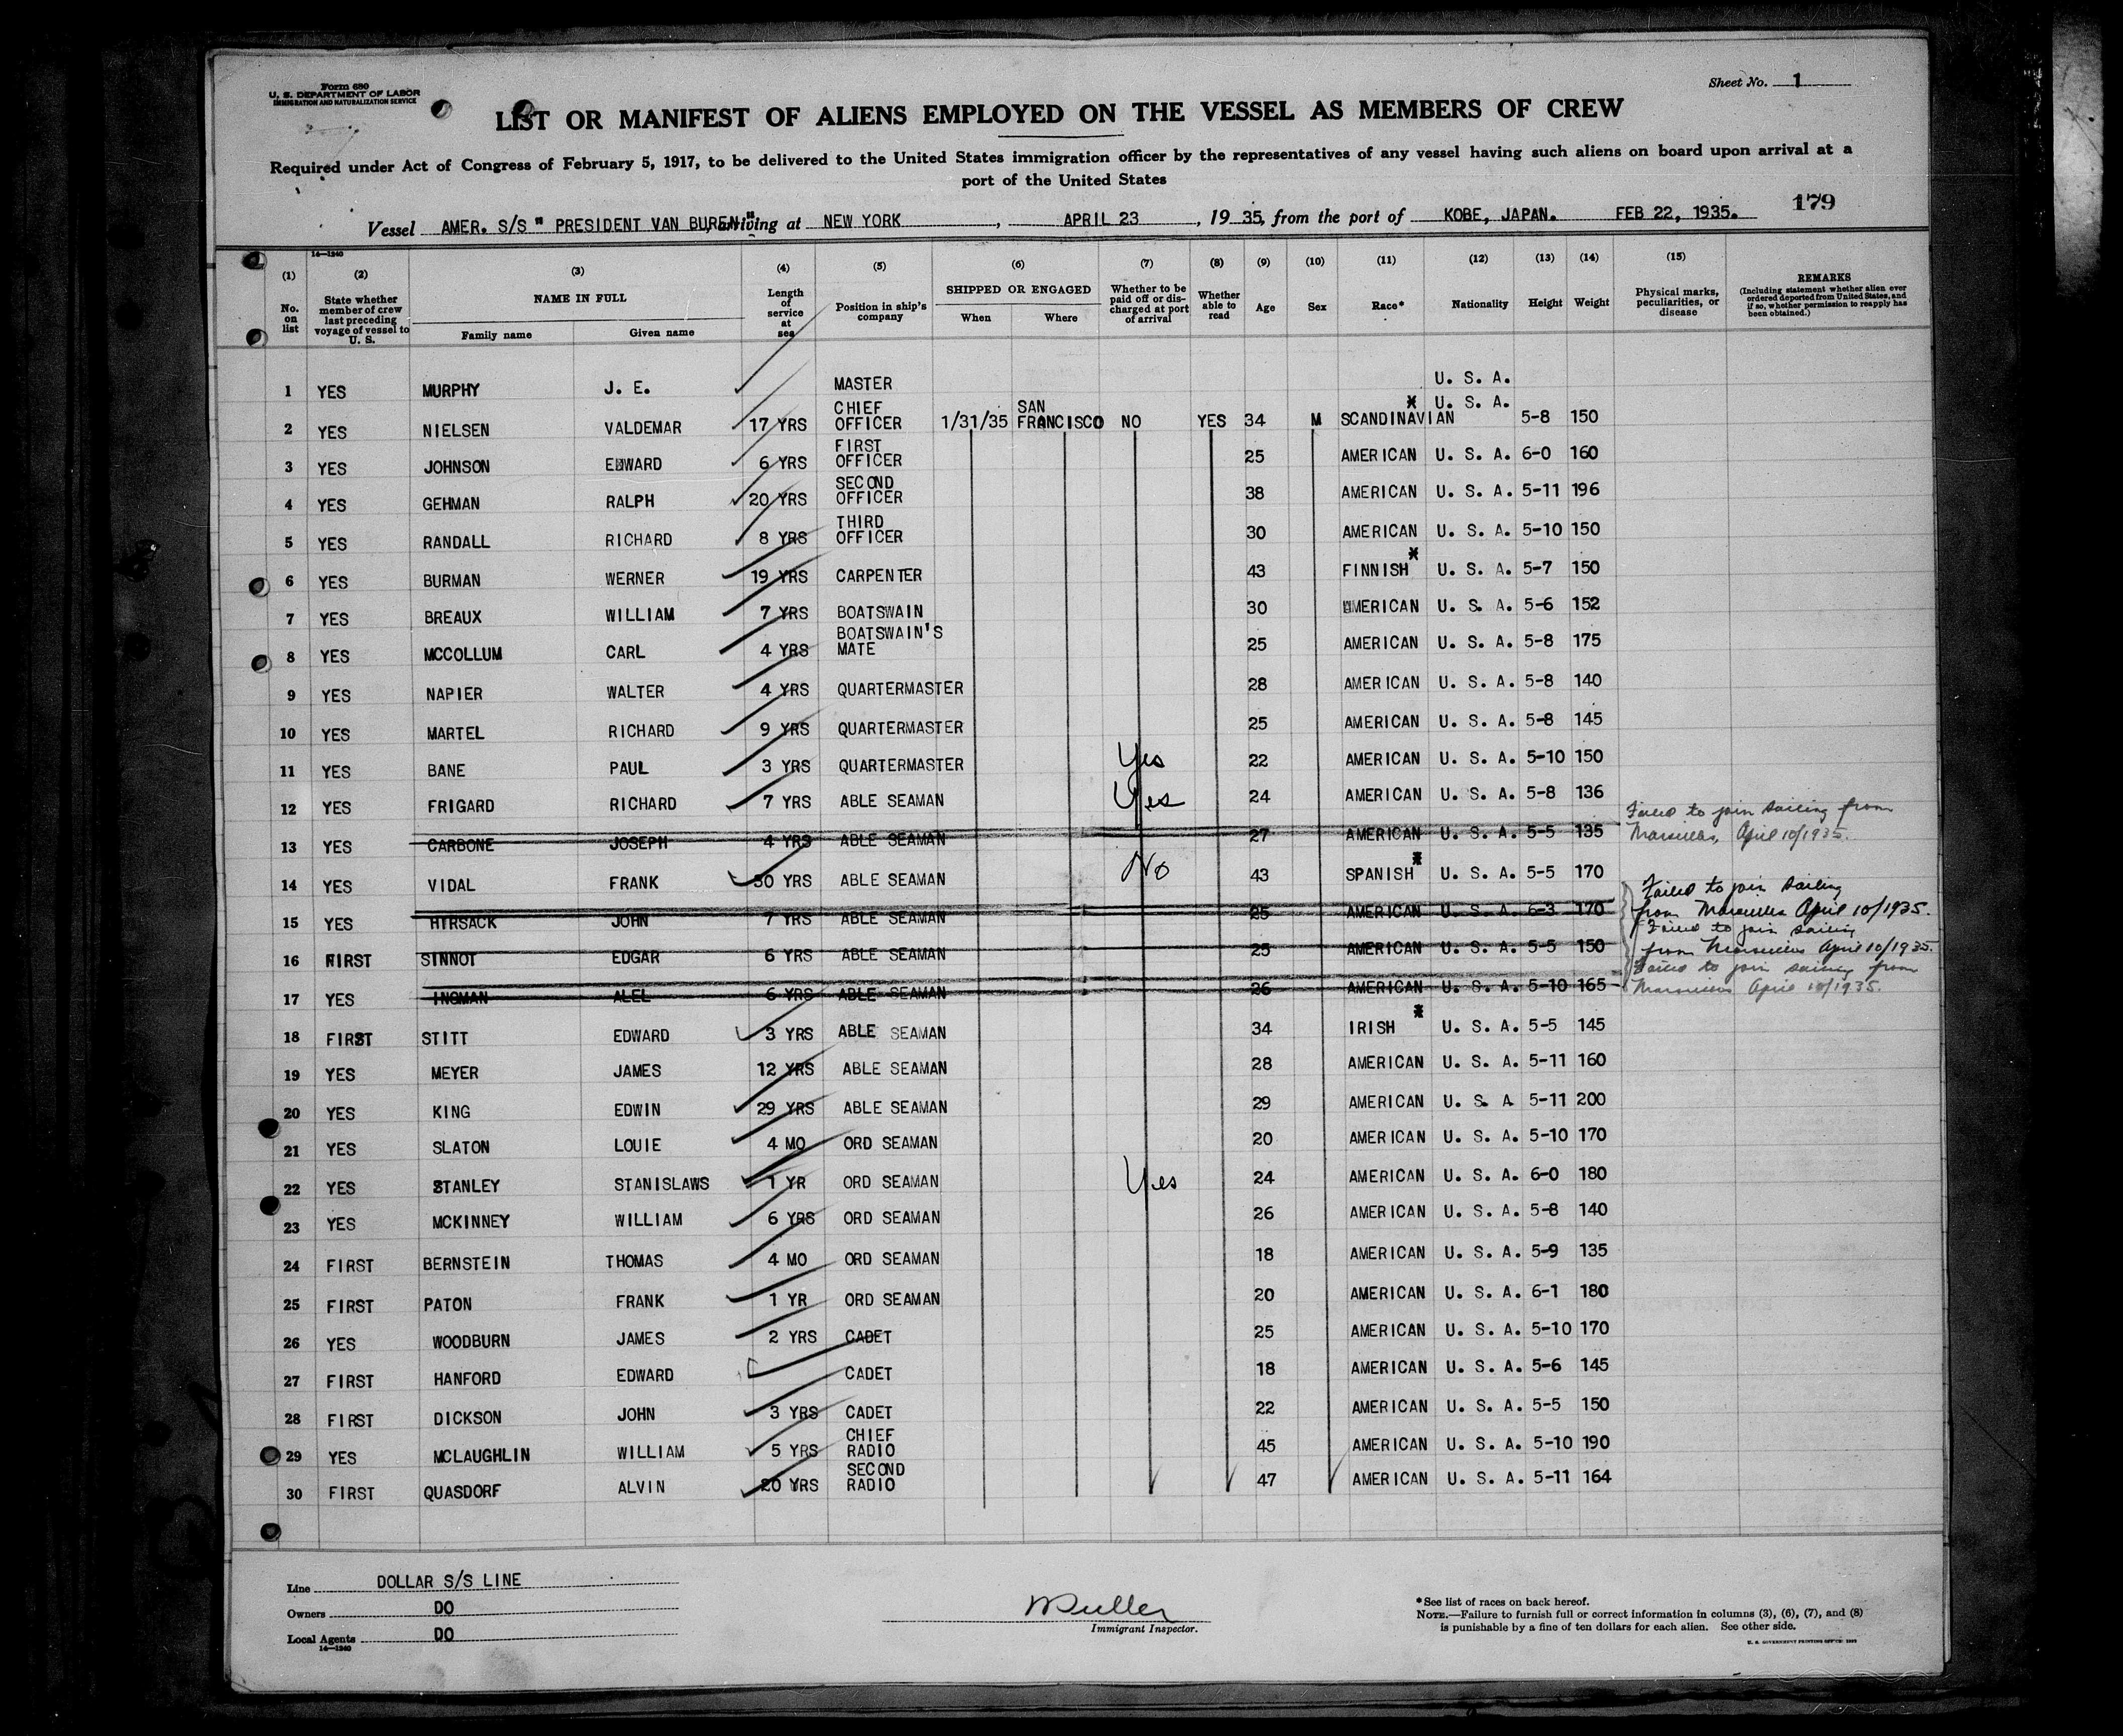 Form 680
U. S. DEPARTMENT OF LABOR
IMMIGRATION AND NATURALIZATION SERVICE
Sheet No. 1
LIST OR MANIFEST OF ALIENS EMPLOYED ON THE VESSEL AS MEMBERS OF CREW
Required under Act of Congress of February 5, 1917, to be delivered to the United States immigration officer by the representatives of any vessel having such aliens on board upon arrival at a
port of the United States
179
Vessel AMER. S/S " PRESIDENT VAN BUREN", arriving at NEW YORK, APRIL 23, 1935, from the port of KOBE, JAPAN. FEB 22, 1935.
14—1240
(1) (2) (3) (4) (5) (6) (7) (8) (9) (10) (11) (12) (13) (14) (15)
No. on list State whether member of crew last preceding voyage of vessel to U. S. NAME IN FULL Family name Given name Length of service at sea Position in ship's company SHIPPED OR ENGAGED When Where Whether to be paid off or discharged at port of arrival Whether able to read Age Sex Race* Nationality Height Weight Physical marks, peculiarities, or disease REMARKS (Including statement whether alien ever ordered deported from United States, and if so, whether permission to reapply has been obtained.)
1 YES MURPHY J. E. MASTER U. S. A.
2 YES NIELSEN VALDEMAR 17 YRS CHIEF OFFICER 1/31/35 SAN FRANCISCO NO YES 34 M SCANDINAVIAN * U. S. A. 5-8 150
3 YES JOHNSON EDWARD 6 YRS FIRST OFFICER 25 AMERICAN U. S. A. 6-0 160
4 YES GEHMAN RALPH 20 YRS SECOND OFFICER 38 AMERICAN U. S. A. 5-11 196
5 YES RANDALL RICHARD 8 YRS THIRD OFFICER 30 AMERICAN U. S. A. 5-10 150
6 YES BURMAN WERNER 19 YRS CARPENTER 43 FINNISH* U. S. A. 5-7 150
7 YES BREAUX WILLIAM 7 YRS BOATSWAIN 30 AMERICAN U. S. A. 5-6 152
8 YES MCCOLLUM CARL 4 YRS BOATSWAIN'S MATE 25 AMERICAN U. S. A. 5-8 175
9 YES NAPIER WALTER 4 YRS QUARTERMASTER 28 AMERICAN U. S. A. 5-8 140
10 YES MARTEL RICHARD 9 YRS QUARTERMASTER 25 AMERICAN U. S. A. 5-8 145
11 YES BANE PAUL 3 YRS QUARTERMASTER Yes 22 AMERICAN U. S. A. 5-10 150
12 YES FRIGARD RICHARD 7 YRS ABLE SEAMAN Yes 24 AMERICAN U. S. A. 5-8 136
13 YES CARBONE JOSEPH 4 YRS ABLE SEAMAN 27 AMERICAN U. S. A. 5-5 135 Failed to join sailing from Marseilles, April 10/1935.
14 YES VIDAL FRANK 30 YRS ABLE SEAMAN No 43 SPANISH* U. S. A. 5-5 170
15 YES HIRSACK JOHN 7 YRS ABLE SEAMAN 25 AMERICAN U. S. A. 6-3 170 Failed to join sailing from Marseilles April 10/1935.
16 FIRST SINNOT EDGAR 6 YRS ABLE SEAMAN 25 AMERICAN U. S. A. 5-5 150 Failed to join sailing from Marseilles April 10/1935.
17 YES INGMAN ALEL 6 YRS ABLE SEAMAN 26 AMERICAN U. S. A. 5-10 165 Failed to join sailing from Marseilles April 10/1935.
18 FIRST STITT EDWARD 3 YRS ABLE SEAMAN 34 IRISH * U. S. A. 5-5 145
19 YES MEYER JAMES 12 YRS ABLE SEAMAN 28 AMERICAN U. S. A. 5-11 160
20 YES KING EDWIN 29 YRS ABLE SEAMAN 29 AMERICAN U. S. A 5-11 200
21 YES SLATON LOUIE 4 MO ORD SEAMAN 20 AMERICAN U. S. A. 5-10 170
22 YES STANLEY STANISLAWS 1 YR ORD SEAMAN Yes 24 AMERICAN U. S. A. 6-0 180
23 YES MCKINNEY WILLIAM 6 YRS ORD SEAMAN 26 AMERICAN U. S. A. 5-8 140
24 FIRST BERNSTEIN THOMAS 4 MO ORD SEAMAN 18 AMERICAN U. S. A. 5-9 135
25 FIRST PATON FRANK 1 YR ORD SEAMAN 20 AMERICAN U. S. A. 6-1 180
26 YES WOODBURN JAMES 2 YRS CADET 25 AMERICAN U. S. A. 5-10 170
27 FIRST HANFORD EDWARD CADET 18 AMERICAN U. S. A. 5-6 145
28 FIRST DICKSON JOHN 3 YRS CADET 22 AMERICAN U. S. A. 5-5 150
29 YES MCLAUGHLIN WILLIAM 5 YRS CHIEF RADIO 45 AMERICAN U. S. A. 5-10 190
30 FIRST QUASDORF ALVIN 20 YRS SECOND RADIO 47 AMERICAN U. S. A. 5-11 164
Line DOLLAR S/S LINE
Owners DO
Local Agents DO
14—1240
Muller
Immigrant Inspector.
*See list of races on back hereof.
NOTE.—Failure to furnish full or correct information in columns (3), (6), (7), and (8)
is punishable by a fine of ten dollars for each alien. See other side.
U. S. GOVERNMENT PRINTING OFFICE: